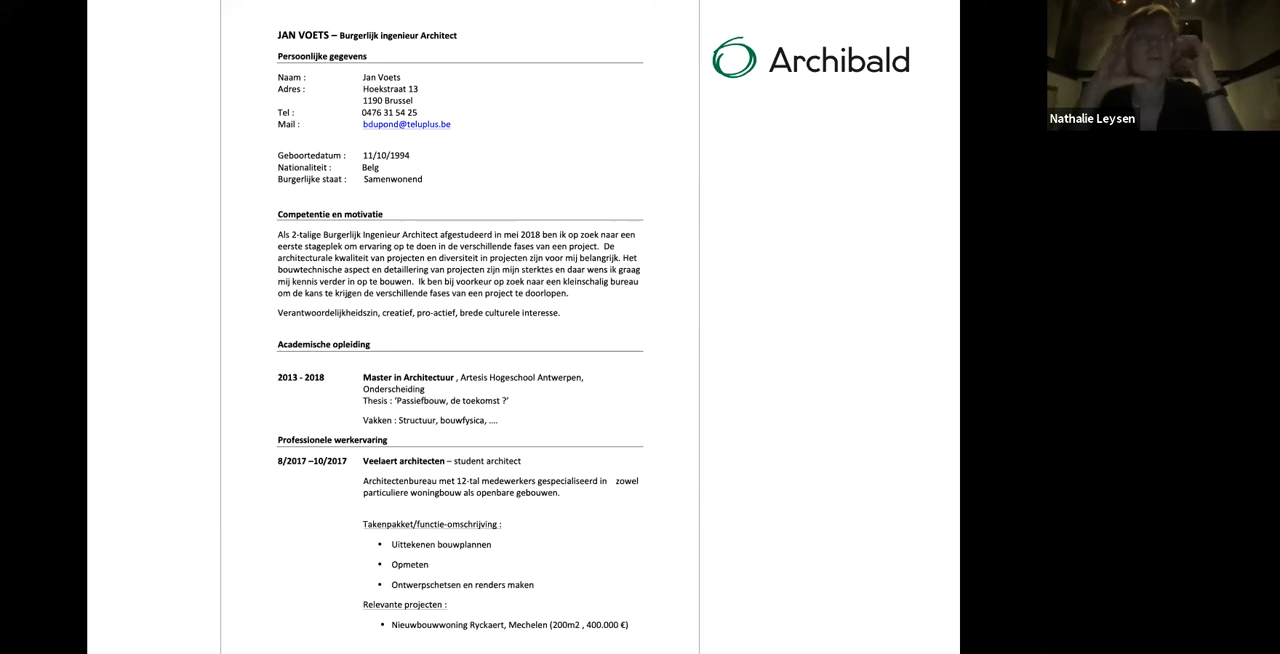 JAN VOETS – Burgerlijk ingenieur Architect
Persoonlijke gegevens
Naam : Jan Voets
Adres : Hoekstraat 13
1190 Brussel
Tel : 0476 31 54 25
Mail : bdupond@teluplus.be
Geboortedatum : 11/10/1994
Nationaliteit : Belg
Burgerlijke staat : Samenwonend
Competentie en motivatie
Als 2-talige Burgerlijk Ingenieur Architect afgestudeerd in mei 2018 ben ik op zoek naar een
eerste stageplek om ervaring op te doen in de verschillende fases van een project. De
architecturale kwaliteit van projecten en diversiteit in projecten zijn voor mij belangrijk. Het
bouwtechnische aspect en detaillering van projecten zijn mijn sterktes en daar wens ik graag
mij kennis verder in op te bouwen. Ik ben bij voorkeur op zoek naar een kleinschalig bureau
om de kans te krijgen de verschillende fases van een project te doorlopen.
Verantwoordelijkheidszin, creatief, pro-actief, brede culturele interesse.
Academische opleiding
2013 - 2018 Master in Architectuur , Artesis Hogeschool Antwerpen,
Onderscheiding
Thesis : ‘Passiefbouw, de toekomst ?’
Vakken : Structuur, bouwfysica, ....
Professionele werkervaring
8/2017 –10/2017 Veelaert architecten – student architect
Architectenbureau met 12-tal medewerkers gespecialiseerd in zowel
particuliere woningbouw als openbare gebouwen.
Takenpakket/functie-omschrijving :
• Uittekenen bouwplannen
• Opmeten
• Ontwerpschetsen en renders maken
Relevante projecten :
• Nieuwbouwwoning Ryckaert, Mechelen (200m2 , 400.000 €)
Archibald
Nathalie Leysen